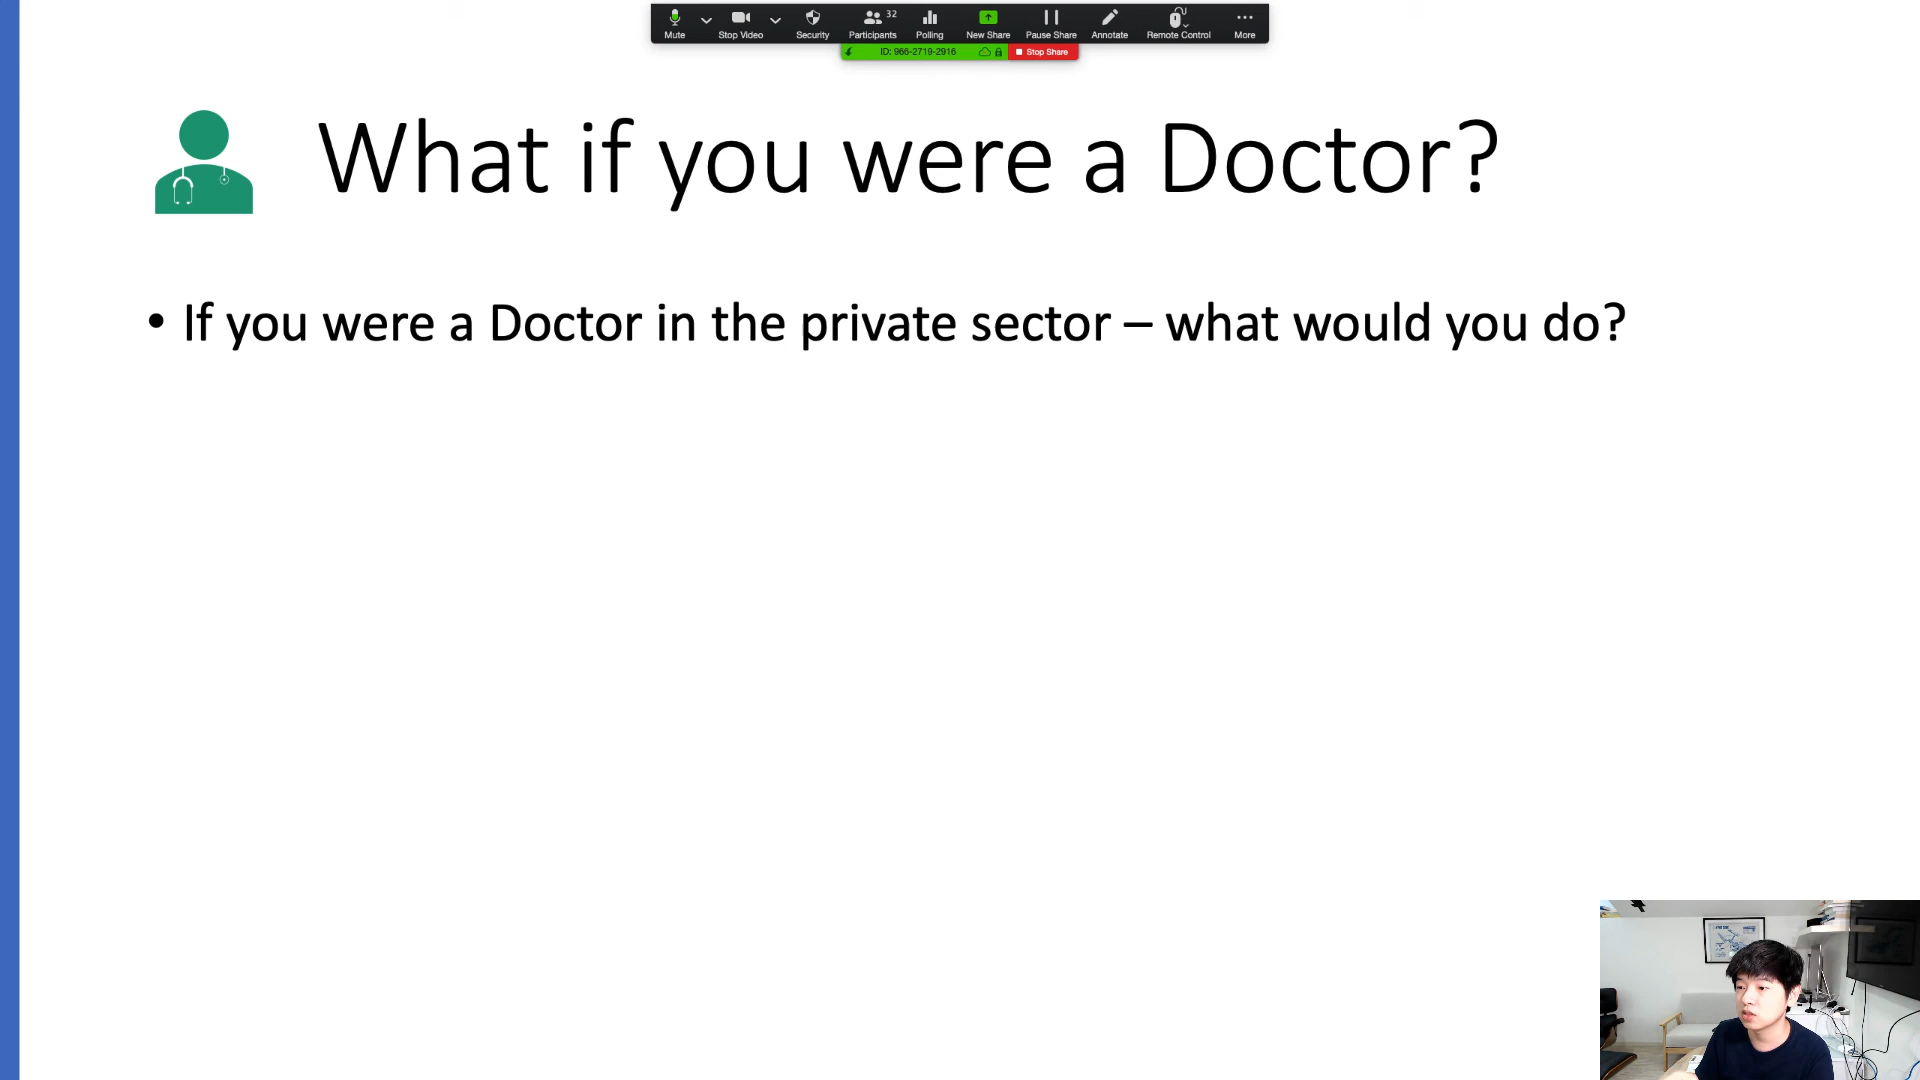 Mute
Stop Video
Security
Participants
32
Polling
New Share
Pause Share
Annotate
Remote Control
More
ID: 966-2719-2916
Stop Share
What if you were a Doctor?
• If you were a Doctor in the private sector – what would you do?